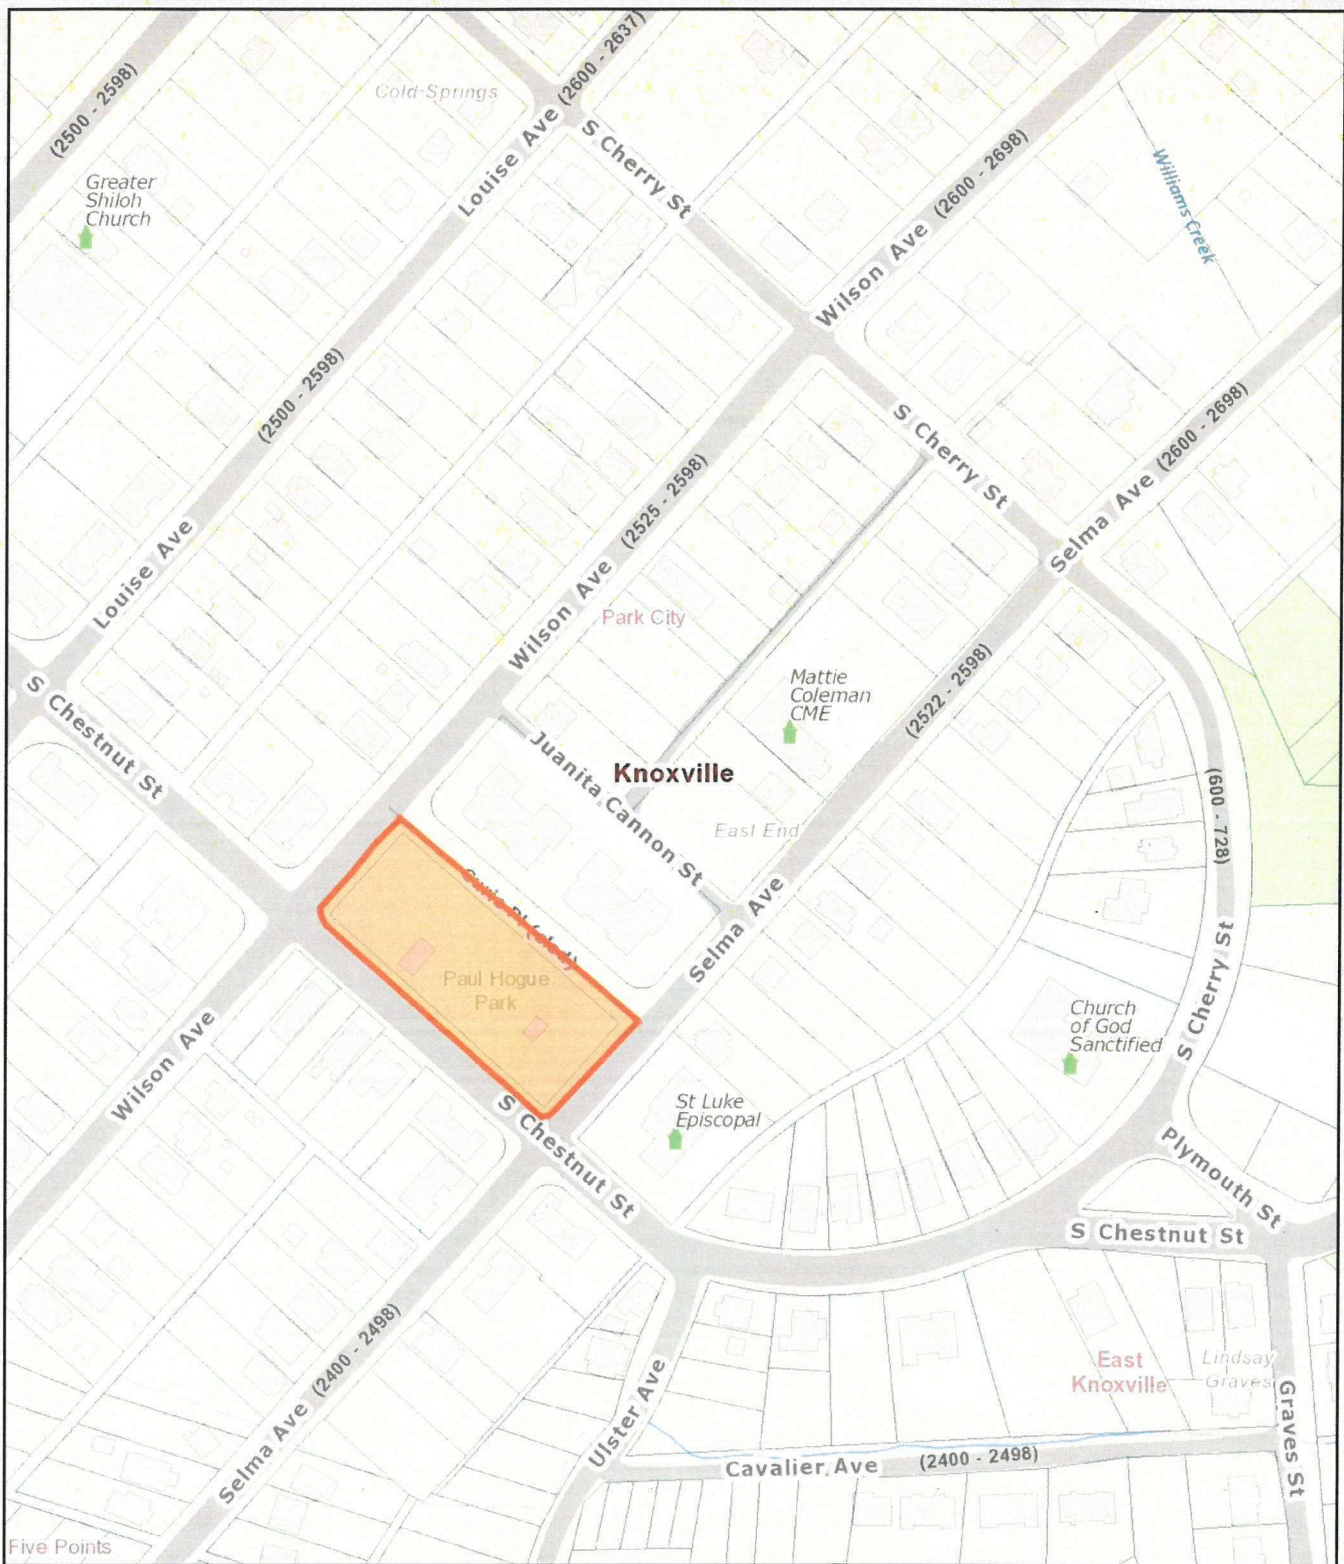 (2600 - 2637)
(2500 - 2598)
Cold-Springs
Louise Ave
S Cherry St
(2600 - 2698)
Williams Creek
Greater
Shiloh
Church
Wilson Ave
(2500 - 2598)
S Cherry St
(2600 - 2698)
Selma Ave
(2525 - 2598)
Louise Ave
Wilson Ave
Park City
Mattie
Coleman
CME
(2522 - 2598)
S Chestnut St
Juanita Cannon St
Knoxville
(600 - 728)
East End
Selma Ave
Paul Hogue
Park
S Cherry St
Church
of God
Sanctified
Wilson Ave
St Luke
Episcopal
S Chestnut St
Plymouth St
S Chestnut St
(2400 - 2498)
East
Knoxville
Lindsay
Graves
Graves St
Ulster Ave
Selma Ave
Cavalier Ave (2400 - 2498)
Five Points